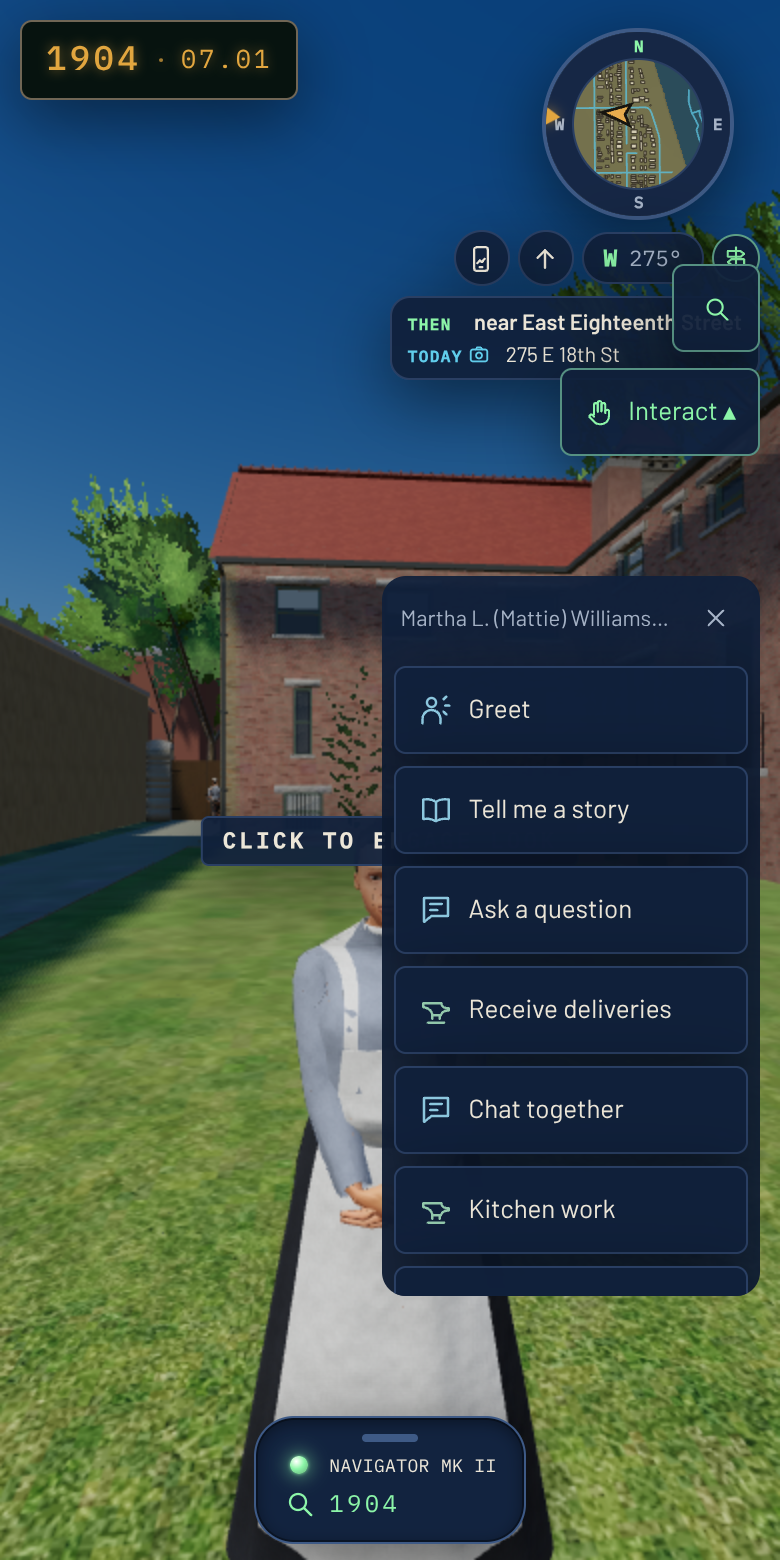 1904 · 07.01
N
W
E
S
W 275°
THEN near East Eighteenth Street
TODAY 275 E 18th St
Interact ▲
Martha L. (Mattie) Williams...
Greet
Tell me a story
Ask a question
CLICK TO
Receive deliveries
Chat together
Kitchen work
NAVIGATOR MK II
1904